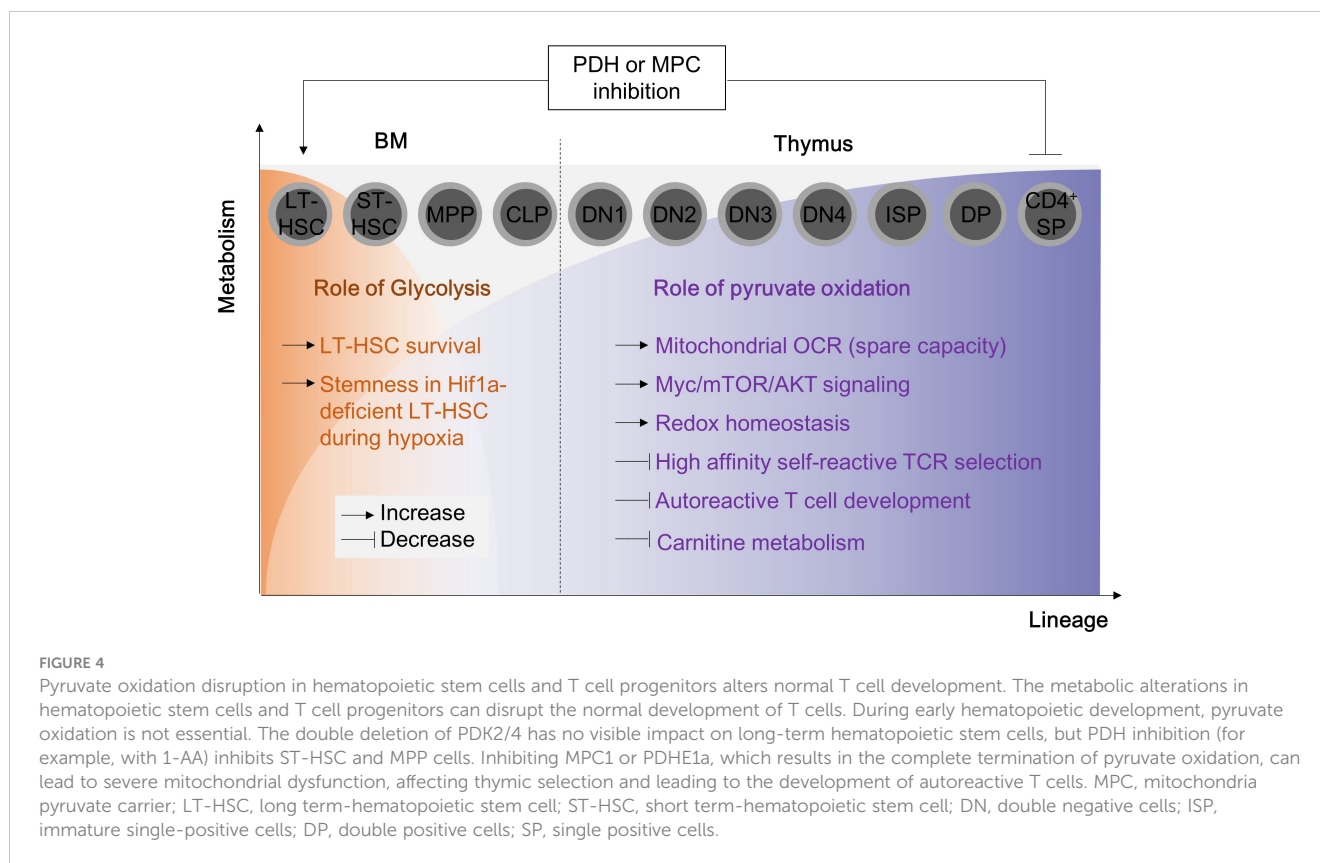 PDH or MPC
inhibition
BM
Thymus
Metabolism
LT-
HSC
ST-
HSC
MPP
CLP
DN1
DN2
DN3
DN4
ISP
DP
CD4+
SP
Role of Glycolysis
LT-HSC survival
Stemness in Hif1a-
deficient LT-HSC
during hypoxia
Role of pyruvate oxidation
Mitochondrial OCR (spare capacity)
Myc/mTOR/AKT signaling
Redox homeostasis
High affinity self-reactive TCR selection
Autoreactive T cell development
Carnitine metabolism
Increase
Decrease
Lineage
FIGURE 4
Pyruvate oxidation disruption in hematopoietic stem cells and T cell progenitors alters normal T cell development. The metabolic alterations in
hematopoietic stem cells and T cell progenitors can disrupt the normal development of T cells. During early hematopoietic development, pyruvate
oxidation is not essential. The double deletion of PDK2/4 has no visible impact on long-term hematopoietic stem cells, but PDH inhibition (for
example, with 1-AA) inhibits ST-HSC and MPP cells. Inhibiting MPC1 or PDHE1a, which results in the complete termination of pyruvate oxidation, can
lead to severe mitochondrial dysfunction, affecting thymic selection and leading to the development of autoreactive T cells. MPC, mitochondria
pyruvate carrier; LT-HSC, long term-hematopoietic stem cell; ST-HSC, short term-hematopoietic stem cell; DN, double negative cells; ISP,
immature single-positive cells; DP, double positive cells; SP, single positive cells.